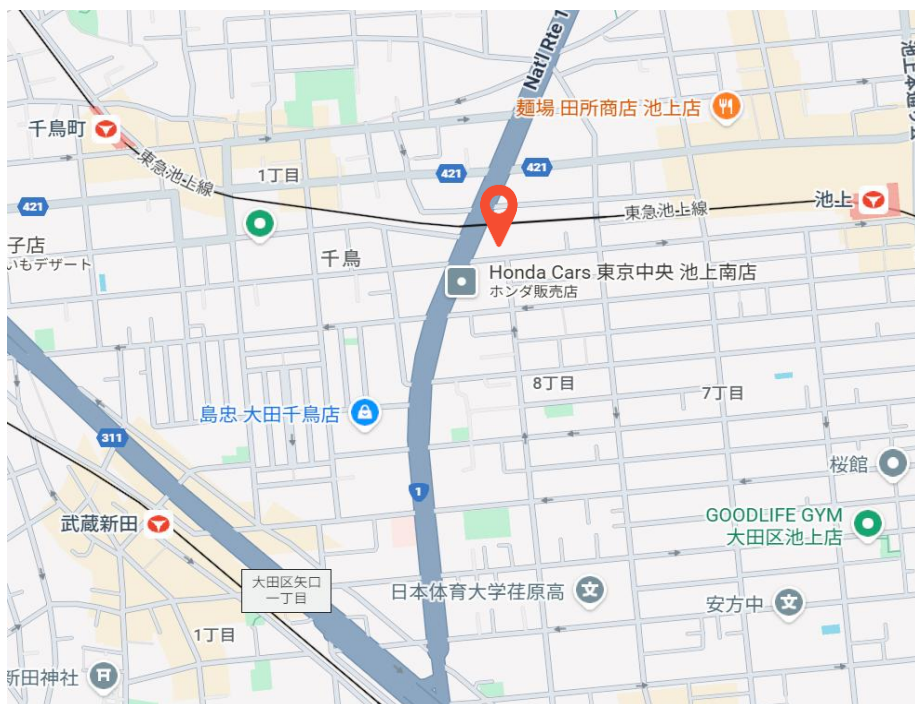 Nat'l Rte 1
池上本通り
麺場 田所商店 池上店
千鳥町
東急池上線
1丁目
421
421
421
池上
東急池上線
子店
いもデザート
千鳥
Honda Cars 東京中央 池上南店
ホンダ販売店
8丁目
7丁目
島忠 大田千鳥店
311
桜館
1
武蔵新田
GOODLIFE GYM
大田区池上店
大田区矢口
一丁目
日本体育大学荏原高
安方中
1丁目
新田神社